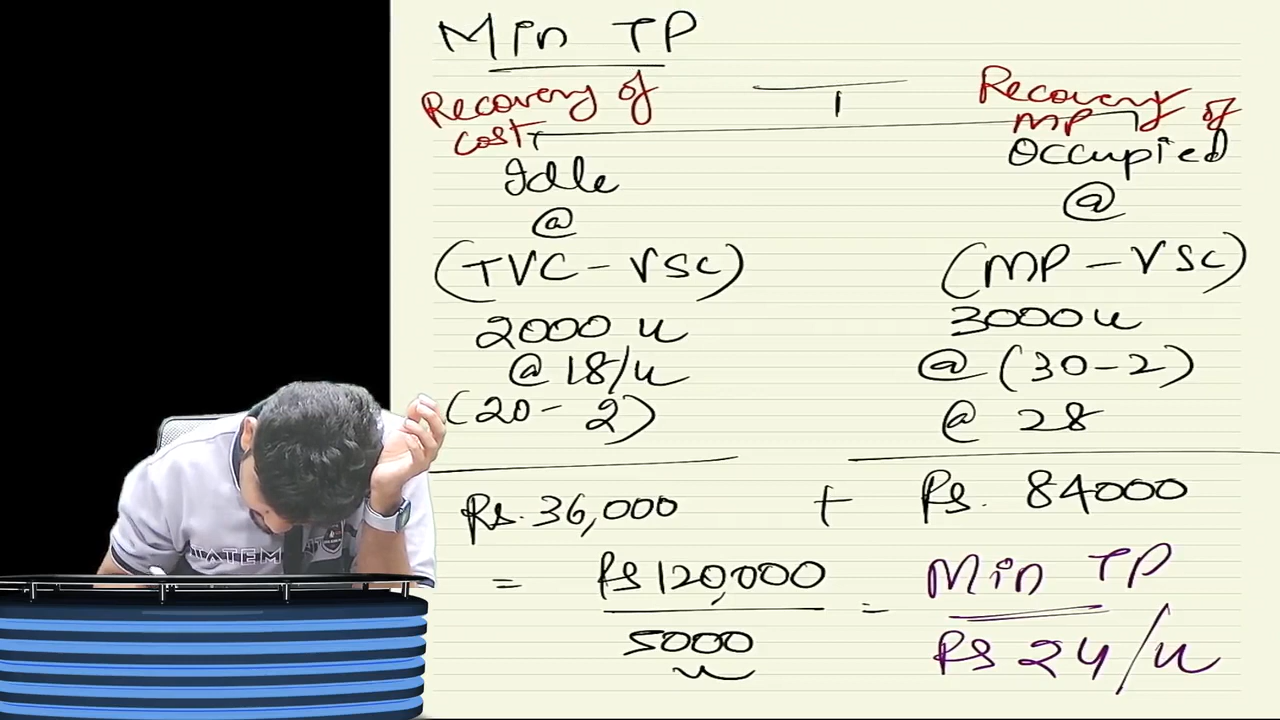 Min TP
Recovery of cost
Recovery of MP
Idle
@
(TVC - VSC)
2000 u
@ 18/u
(20 - 2)
Rs. 36,000
Occupied
@
(MP - VSC)
3000 u
@ (30 - 2)
@ 28
+ Rs. 84000
= Rs 120,000 / 5000 u = Min TP Rs 24/u
TATEM